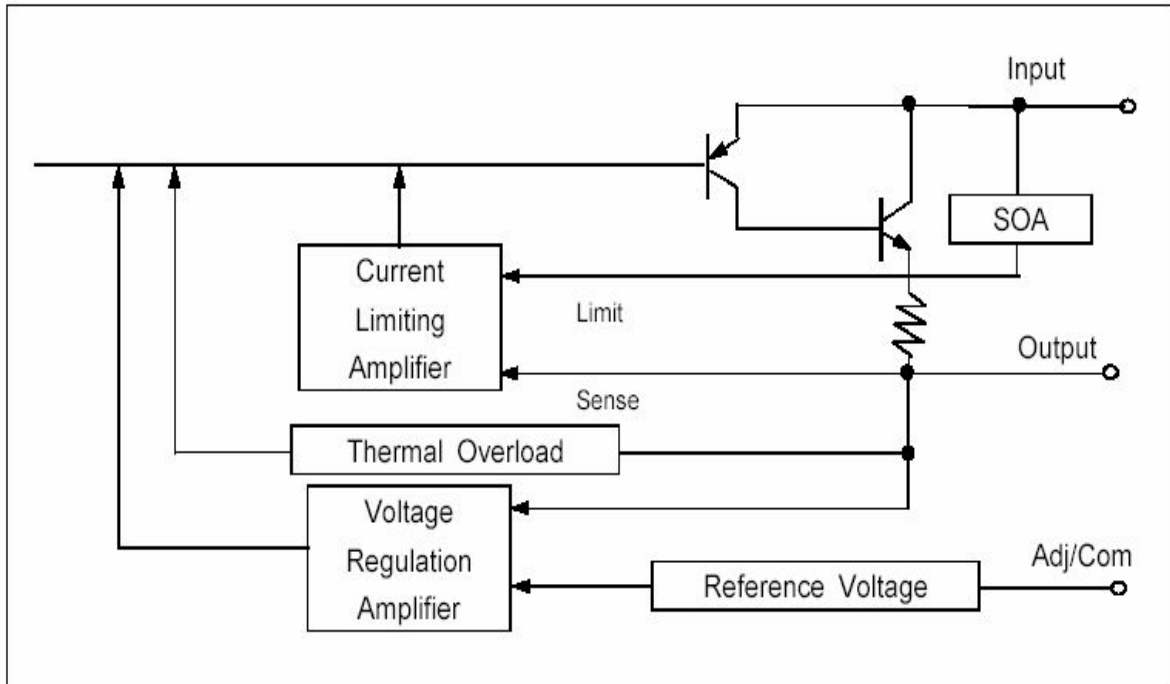 Input
SOA
Current
Limiting
Amplifier
Limit
Output
Sense
Thermal Overload
Voltage
Regulation
Amplifier
Reference Voltage
Adj/Com